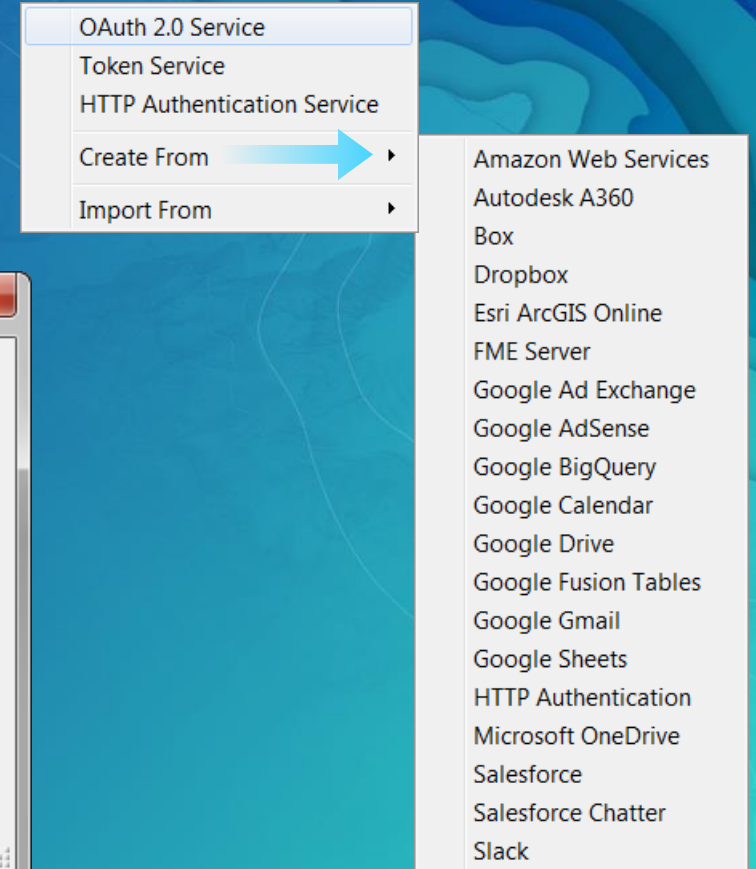 OAuth 2.0 Service
Token Service
HTTP Authentication Service
Create From
Import From
Amazon Web Services
Autodesk A360
Box
Dropbox
Esri ArcGIS Online
FME Server
Google Ad Exchange
Google AdSense
Google BigQuery
Google Calendar
Google Drive
Google Fusion Tables
Google Gmail
Google Sheets
HTTP Authentication
Microsoft OneDrive
Salesforce
Salesforce Chatter
Slack